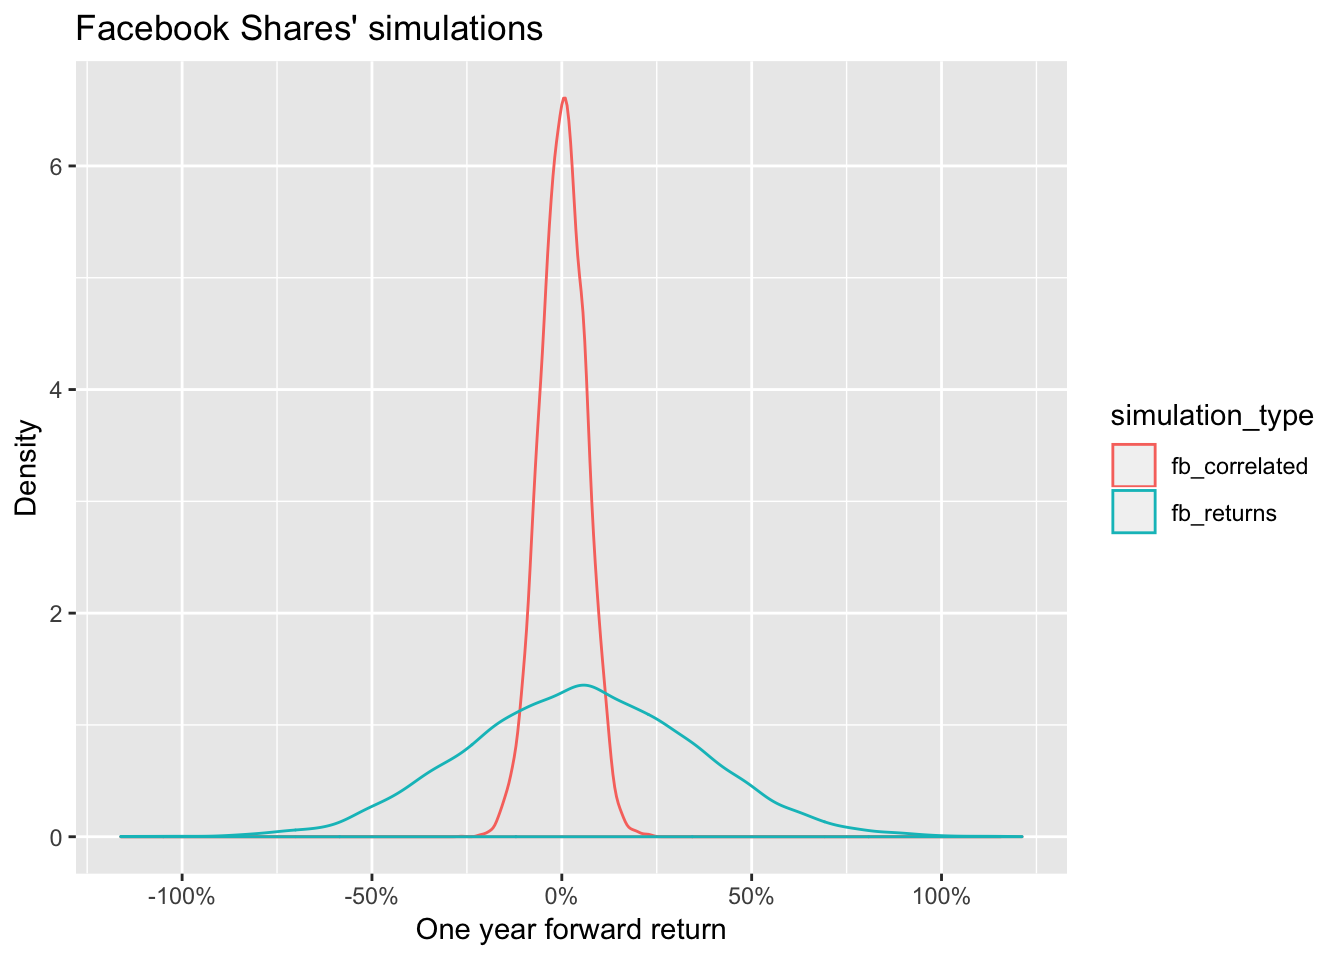 Facebook Shares' simulations
6
4
2
0
Density
-100%
-50%
0%
50%
100%
One year forward return
simulation_type
fb_correlated
fb_returns